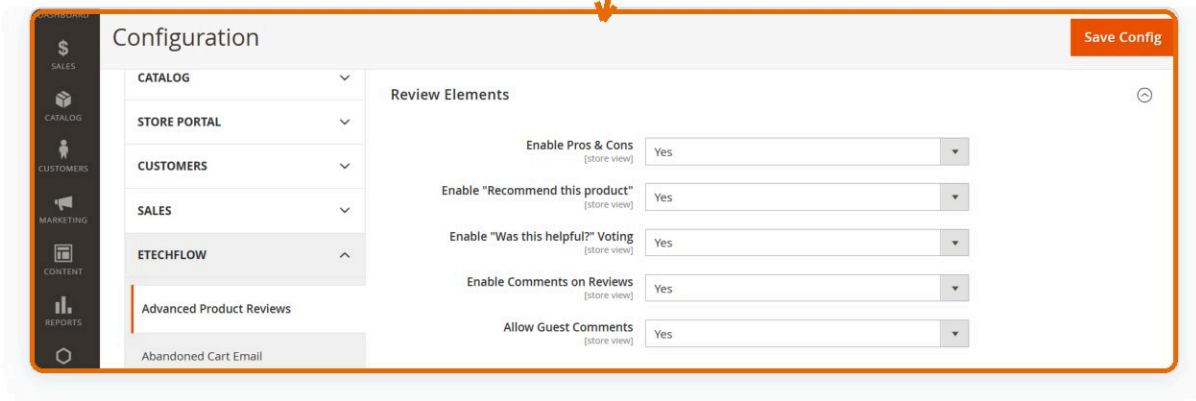 DASHBOARD
Configuration
Save Config
SALES
CATALOG
CUSTOMERS
MARKETING
CONTENT
REPORTS
CATALOG
STORE PORTAL
CUSTOMERS
SALES
ETECHFLOW
Advanced Product Reviews
Abandoned Cart Email
Review Elements
Enable Pros & Cons
[store view]
Yes
Enable "Recommend this product"
[store view]
Yes
Enable "Was this helpful?" Voting
[store view]
Yes
Enable Comments on Reviews
[store view]
Yes
Allow Guest Comments
[store view]
Yes